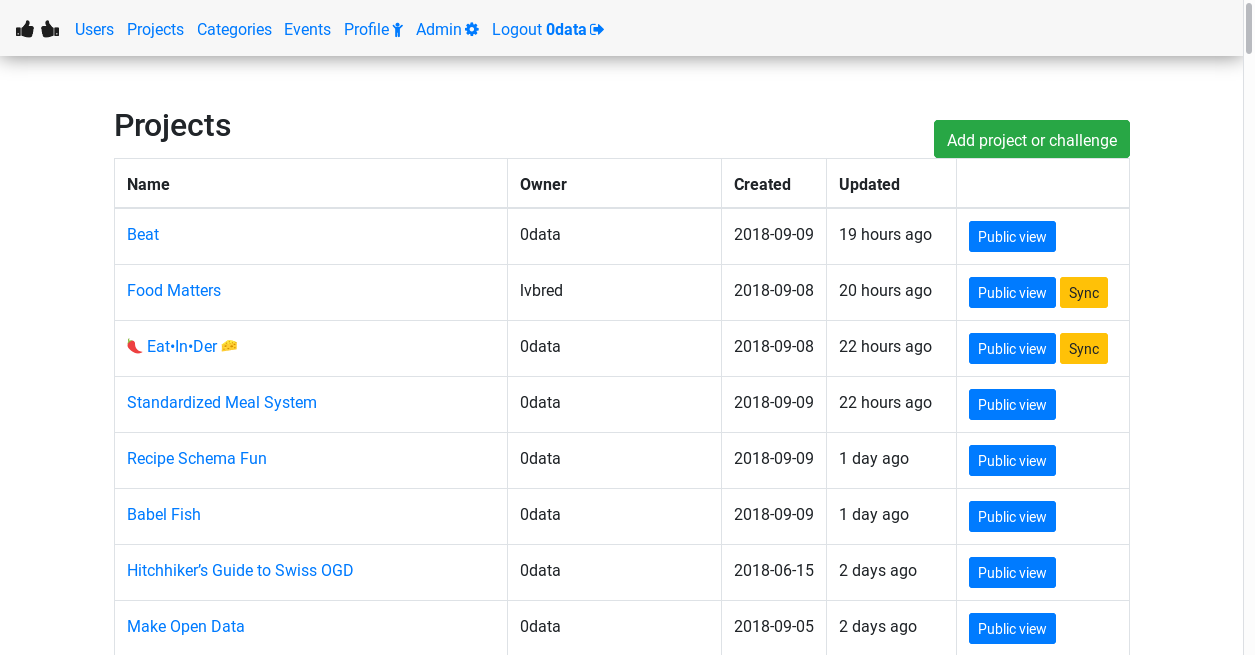 Users Projects Categories Events Profile Admin Logout 0data
Projects
Add project or challenge
Name Owner Created Updated
Beat 0data 2018-09-09 19 hours ago Public view
Food Matters lvbred 2018-09-08 20 hours ago Public view Sync
🌶️ Eat•In•Der 🧀 0data 2018-09-08 22 hours ago Public view Sync
Standardized Meal System 0data 2018-09-09 22 hours ago Public view
Recipe Schema Fun 0data 2018-09-09 1 day ago Public view
Babel Fish 0data 2018-09-09 1 day ago Public view
Hitchhiker’s Guide to Swiss OGD 0data 2018-06-15 2 days ago Public view
Make Open Data 0data 2018-09-05 2 days ago Public view